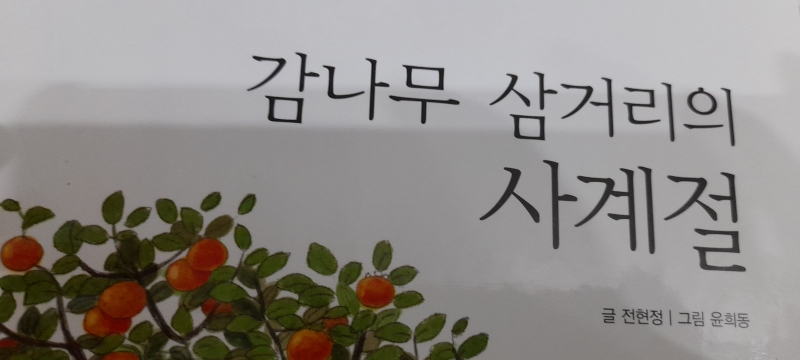 감나무 삼거리의
사계절
글 전현정 | 그림 윤희동